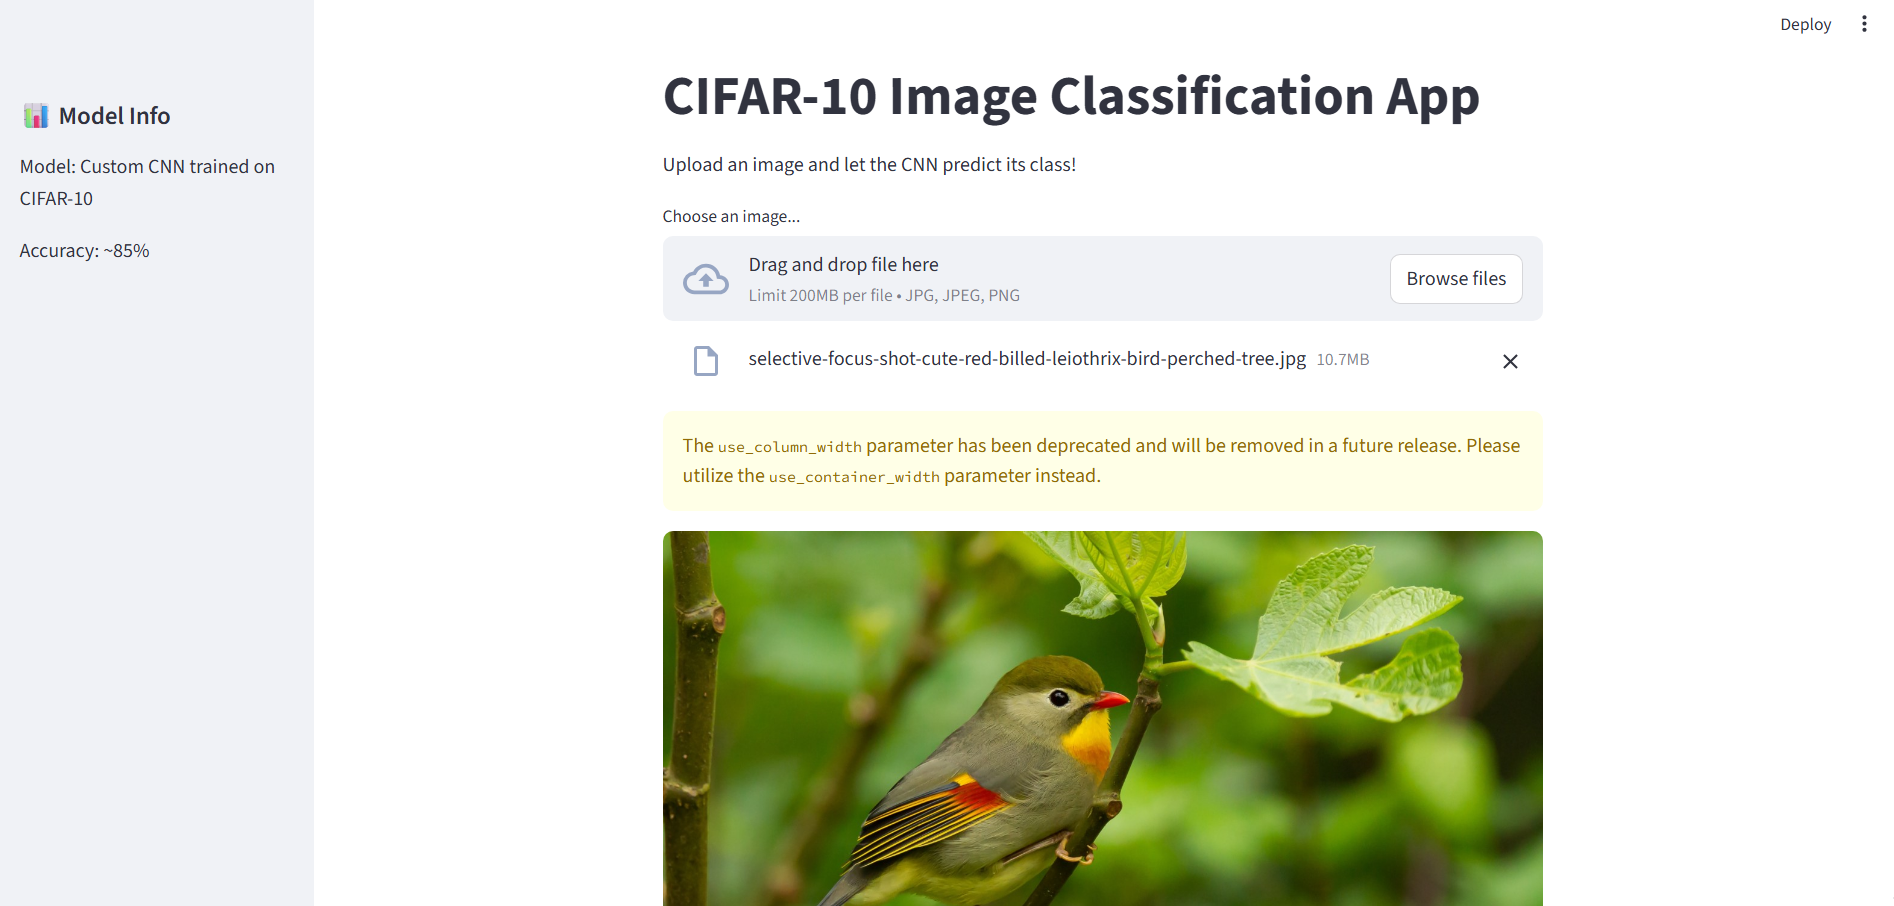 Deploy
Model Info
Model: Custom CNN trained on
CIFAR-10
Accuracy: ~85%
CIFAR-10 Image Classification App
Upload an image and let the CNN predict its class!
Choose an image...
Drag and drop file here
Limit 200MB per file • JPG, JPEG, PNG
Browse files
selective-focus-shot-cute-red-billed-leiothrix-bird-perched-tree.jpg 10.7MB
The use_column_width parameter has been deprecated and will be removed in a future release. Please
utilize the use_container_width parameter instead.